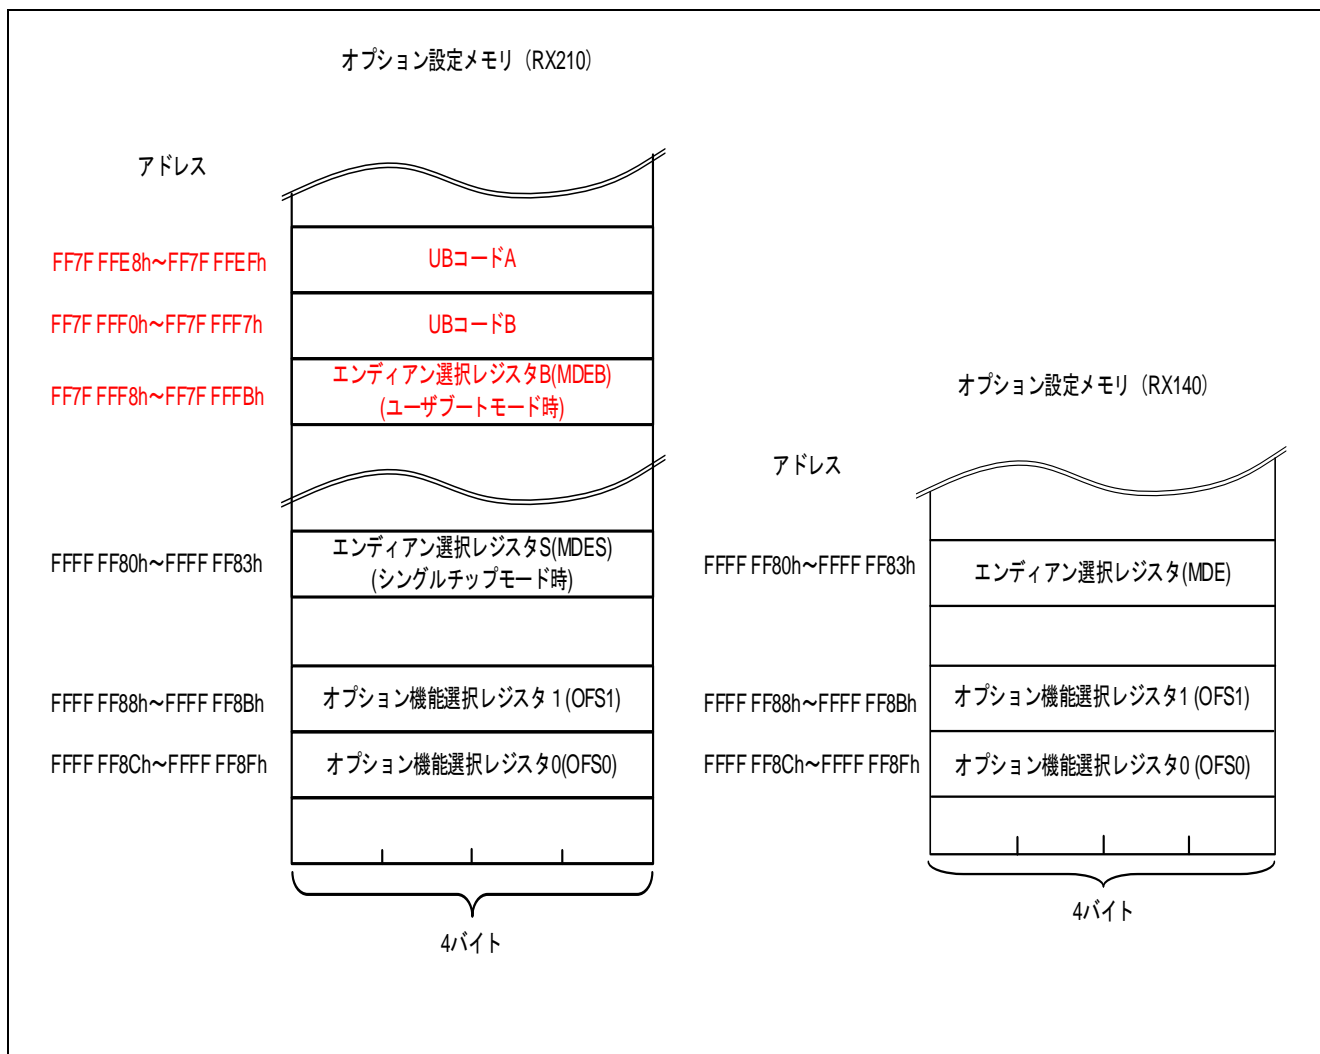 オプション設定メモリ（RX210）
アドレス
FF7F FFE8h～FF7F FFEFh
UBコードA
FF7F FFF0h～FF7F FFF7h
UBコードB
FF7F FFF8h～FF7F FFFBh
エンディアン選択レジスタB(MDEB)
(ユーザブートモード時)
FFFF FF80h～FFFF FF83h
エンディアン選択レジスタS(MDES)
(シングルチップモード時)
FFFF FF88h～FFFF FF8Bh
オプション機能選択レジスタ 1 (OFS1)
FFFF FF8Ch～FFFF FF8Fh
オプション機能選択レジスタ0(OFS0)
4バイト
オプション設定メモリ（RX140）
アドレス
FFFF FF80h～FFFF FF83h
エンディアン選択レジスタ(MDE)
FFFF FF88h～FFFF FF8Bh
オプション機能選択レジスタ1 (OFS1)
FFFF FF8Ch～FFFF FF8Fh
オプション機能選択レジスタ0 (OFS0)
4バイト